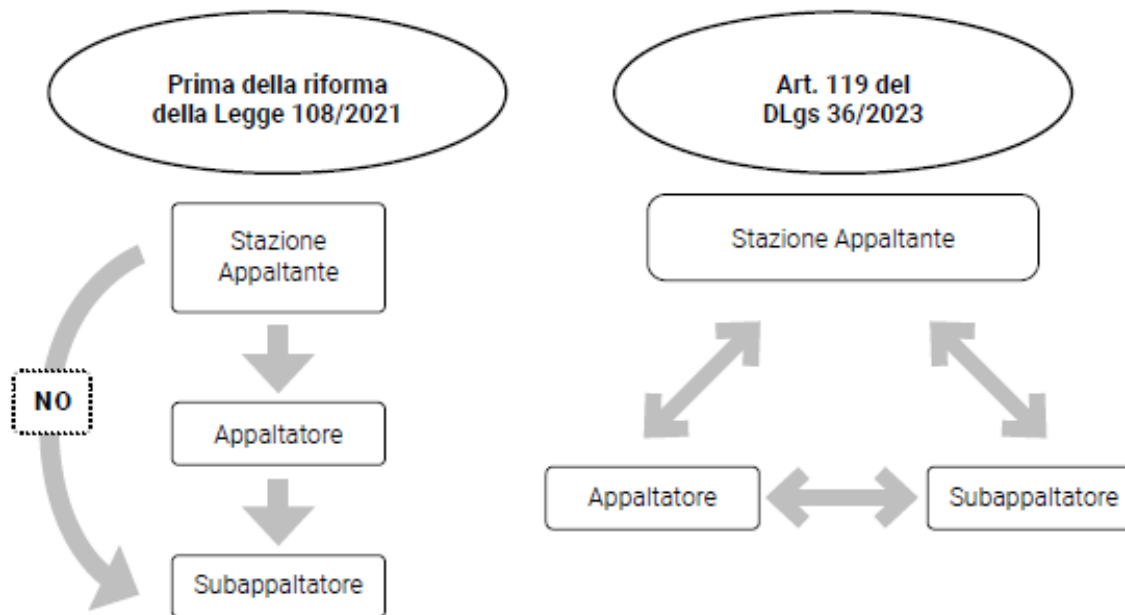 Prima della riforma
della Legge 108/2021
Stazione
Appaltante
NO
Appaltatore
Subappaltatore
Art. 119 del
DLgs 36/2023
Stazione Appaltante
Appaltatore
Subappaltatore